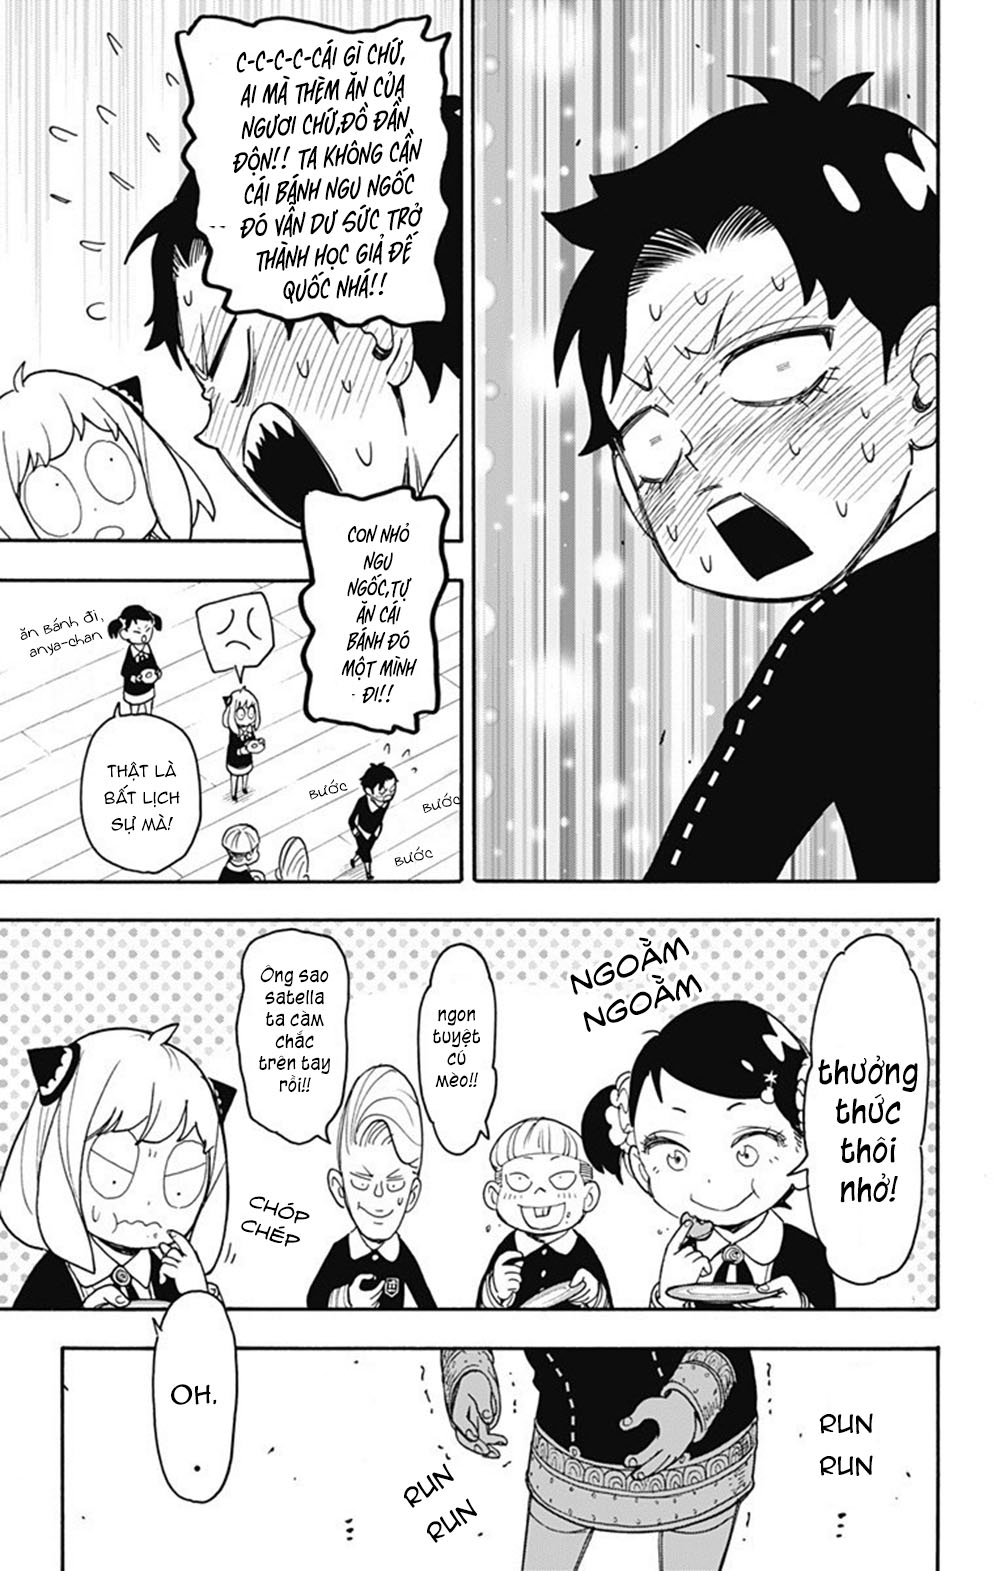 C-C-C-C-CÁI GÌ CHỨ,
AI MÀ THÈM ĂN CỦA
NGƯƠI CHỨ,ĐỒ ĐẦN
ĐỘN!! TA KHÔNG CẦN
CÁI BÁNH NGU NGỐC
ĐÓ VẪN DƯ SỨC TRỞ
THÀNH HỌC GIẢ ĐẾ
QUỐC NHÁ!!
CON NHỎ
NGU
NGỐC,TỰ
ĂN CÁI
BÁNH ĐÓ
MỘT MÌNH
ĐI!!
ăn bánh đi,
anya-chan
THẬT LÀ
BẤT LỊCH
SỰ MÀ!
BƯỚC
BƯỚC
BƯỚC
NGOẰM
NGOẰM
thưởng
thức
thôi
nhở!
ngon
tuyệt
cú
mèo!!
Ông sao
satella
ta cầm
chắc
trên tay
rồi!!
CHÓP
CHÉP
OH,
.
RUN
RUN
RUN
RUN